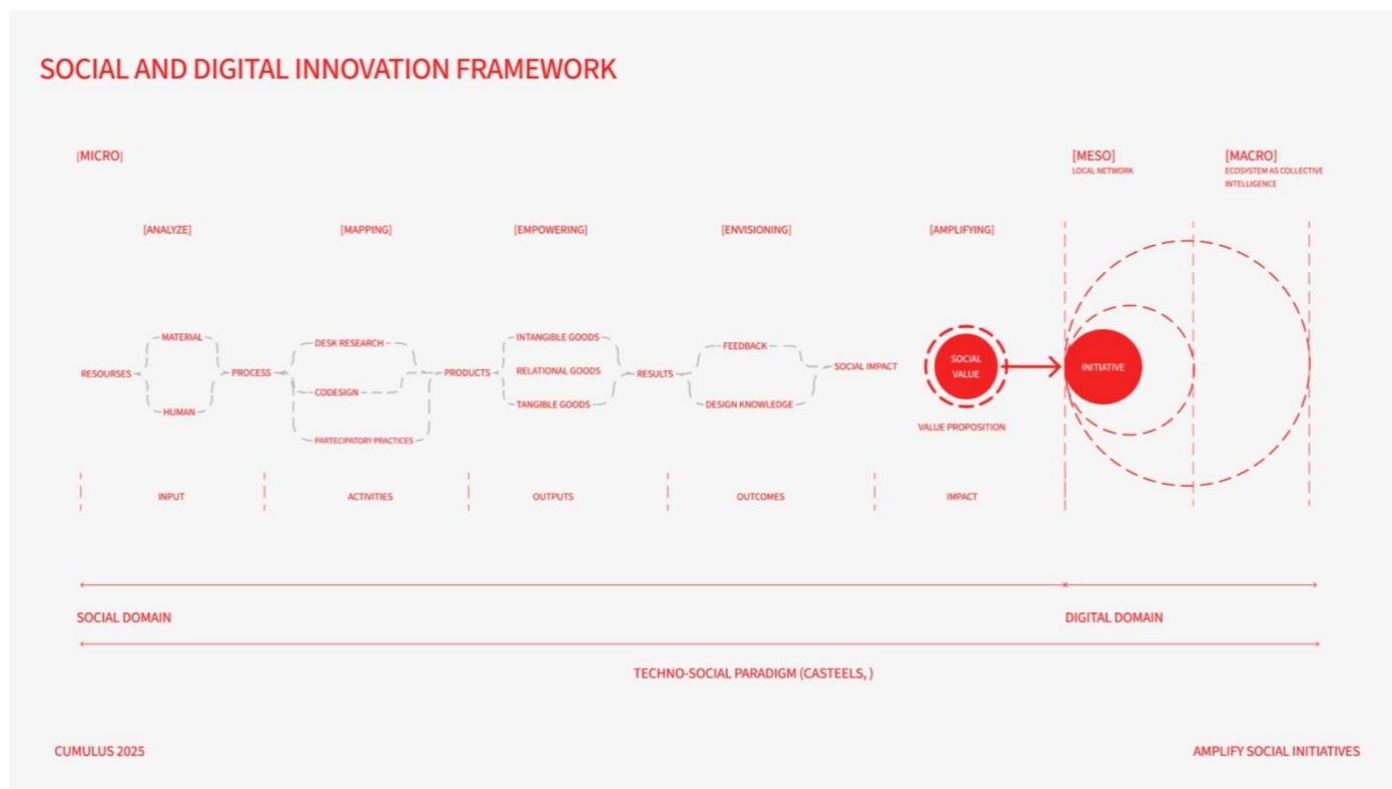 SOCIAL AND DIGITAL INNOVATION FRAMEWORK
[MICRO]
[MESO]
LOCAL NETWORK
[MACRO]
ECOSYSTEM AS COLLECTIVE
INTELLIGENCE
[ANALYZE]
[MAPPING]
[EMPOWERING]
[ENVISIONING]
[AMPLIFYING]
RESOURSES
MATERIAL
HUMAN
PROCESS
DESK RESEARCH
CODESIGN
PARTECIPATORY PRACTICES
PRODUCTS
INTANGIBLE GOODS
RELATIONAL GOODS
TANGIBLE GOODS
RESULTS
FEEDBACK
DESIGN KNOWLEDGE
SOCIAL IMPACT
SOCIAL
VALUE
VALUE PROPOSITION
INITIATIVE
INPUT
ACTIVITIES
OUTPUTS
OUTCOMES
IMPACT
SOCIAL DOMAIN
DIGITAL DOMAIN
TECHNO-SOCIAL PARADIGM (CASTEELS, )
CUMULUS 2025
AMPLIFY SOCIAL INITIATIVES